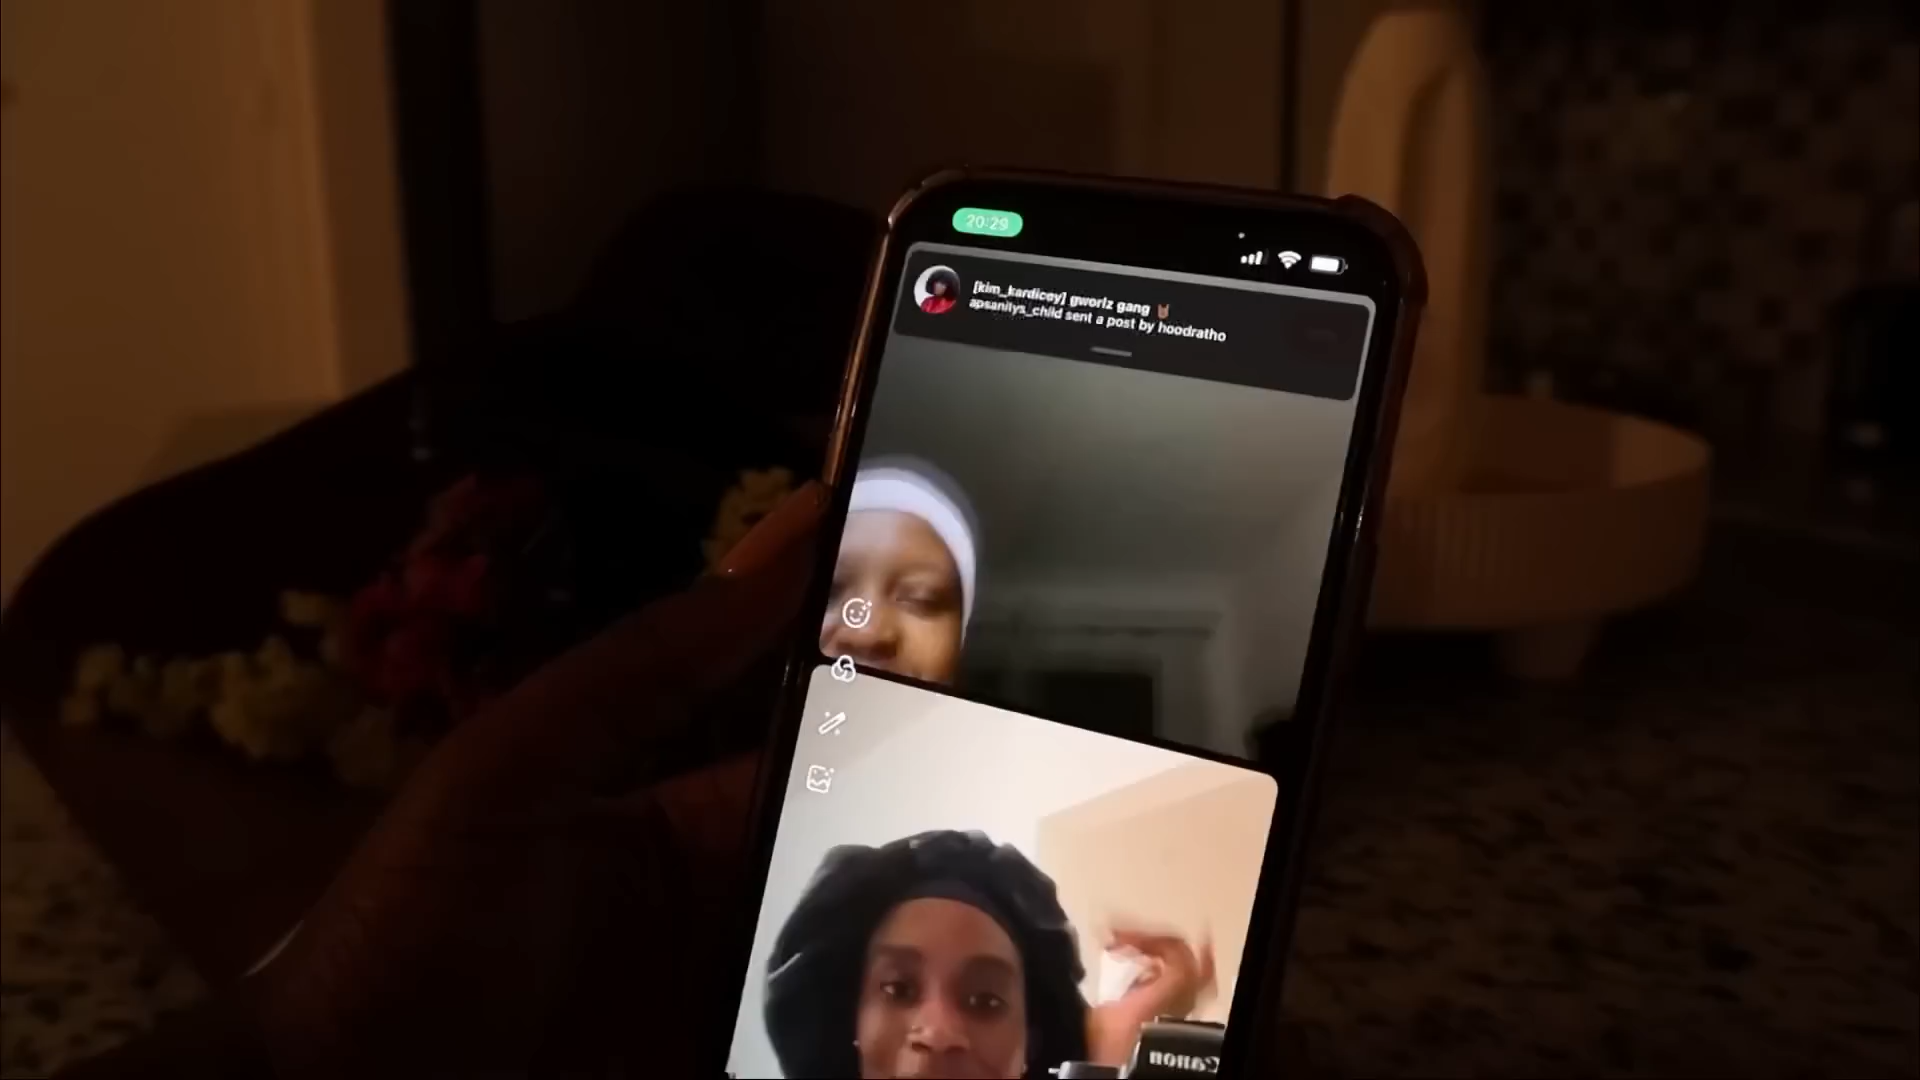 20:29
[kim_kardicey] gworlz gang
apsanitys_child sent a post by hoodratho
Canon